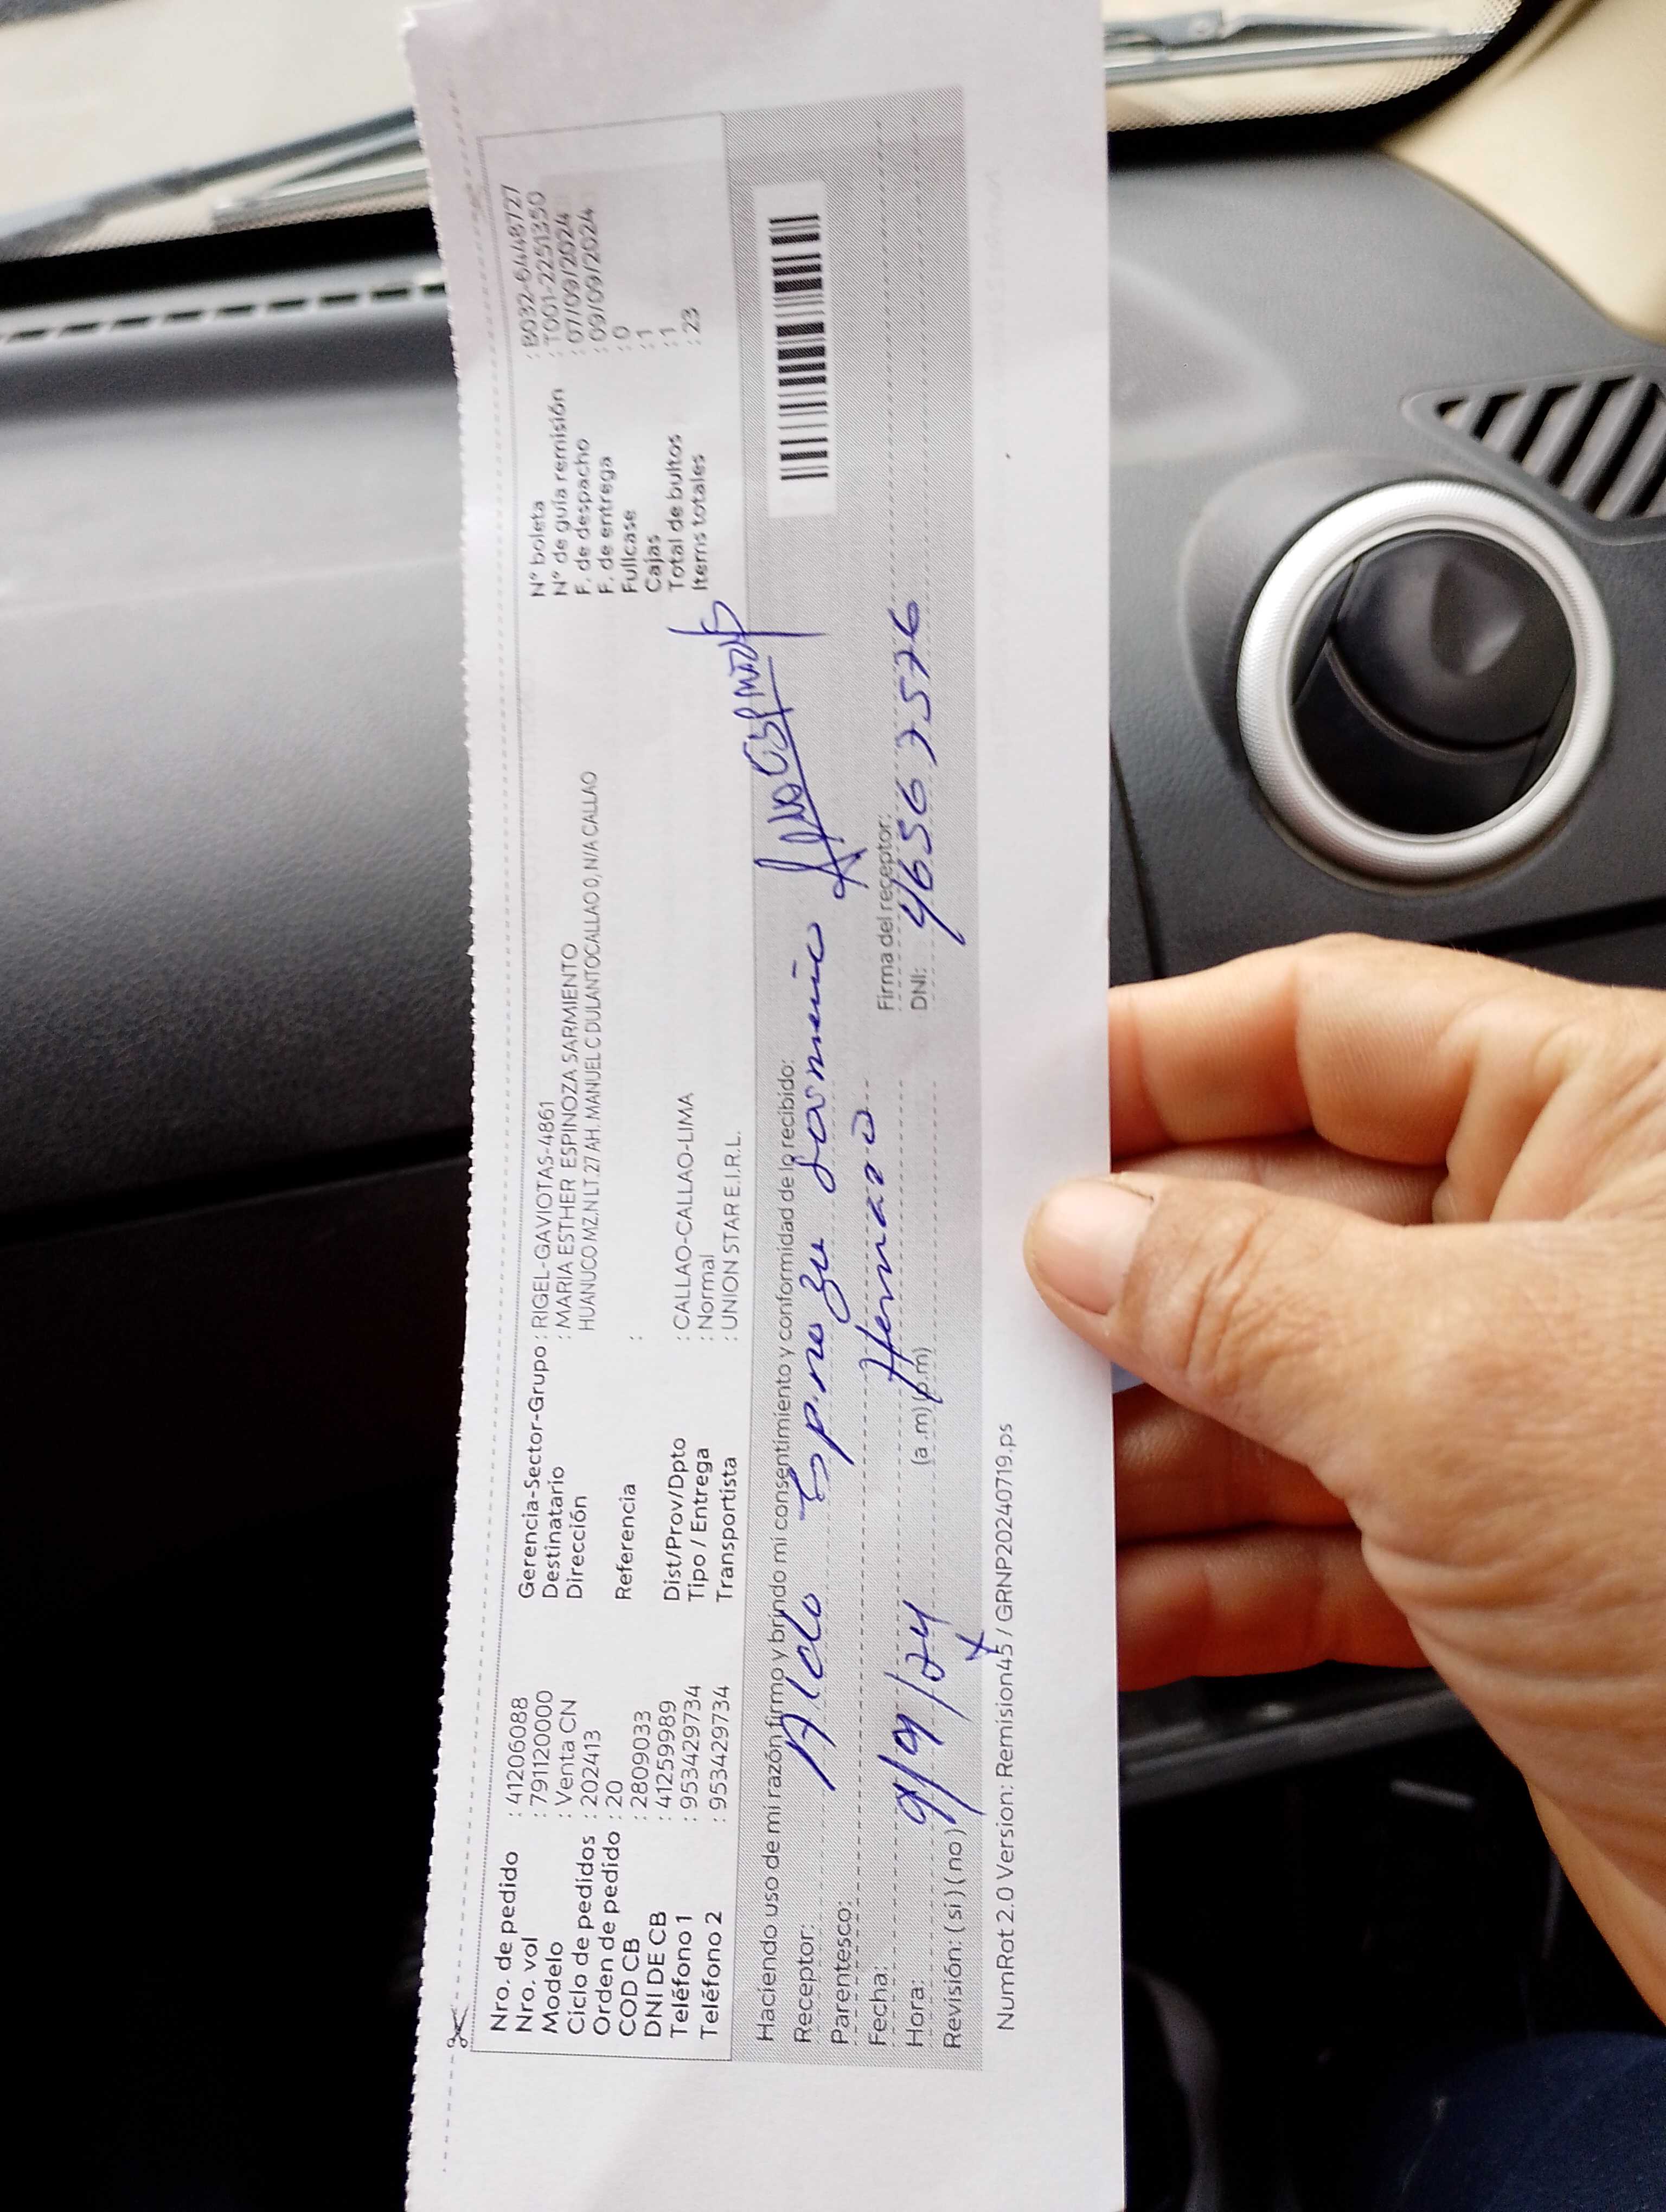 Nro. de pedido : 41206088
Nro. vol : 791120000
Modelo : Venta CN
Ciclo de pedidos : 202413
Orden de pedido : 20
COD CB : 2809033
DNI DE CB : 41259989
Teléfono 1 : 953429734
Teléfono 2 : 953429734
Gerencia-Sector-Grupo : RIGEL-GAVIOTAS-4861
Destinatario : MARIA ESTHER ESPINOZA SARMIENTO
Dirección HUANUCO MZ.N LT 27 AH. MANUEL C DULANTOCALLAO 0, N/A CALLAO
Referencia :
Dist/Prov/Dpto : CALLAO-CALLAO-LIMA
Tipo / Entrega : Normal
Transportista : UNION STAR E.I.R.L.
N° boleta : B032-6448727
N° de guía remisión : T001-2251350
F. de despacho : 07/09/2024
F. de entrega : 09/09/2024
Fullcase : 0
Cajas : 1
Total de bultos : 1
Items totales : 23
Haciendo uso de mi razón firmo y brindo mi consentimiento y conformidad de lo recibido:
Receptor: Aldo Espinoza
Parentesco: Hermano
Fecha: 9/9/24
Hora: (a.m) (p.m)
Revisión: ( si ) ( no )
Firma del receptor:
DNI: 46567576
NumRot 2.0 Version: Remision45 / GRNP20240719.ps